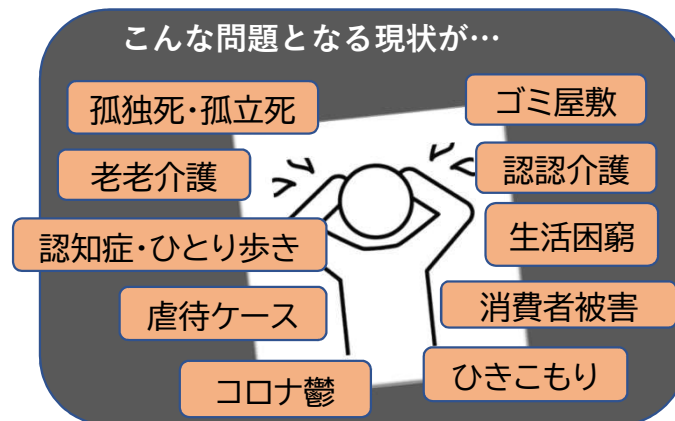 こんな問題となる現状が…
孤独死・孤立死
ゴミ屋敷
老老介護
認認介護
認知症・ひとり歩き
生活困窮
虐待ケース
消費者被害
コロナ鬱
ひきこもり